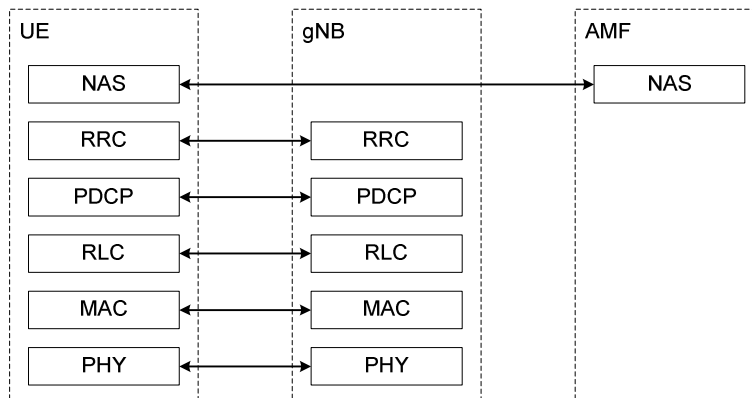 UE
gNB
AMF
NAS
NAS
RRC
RRC
PDCP
PDCP
RLC
RLC
MAC
MAC
PHY
PHY